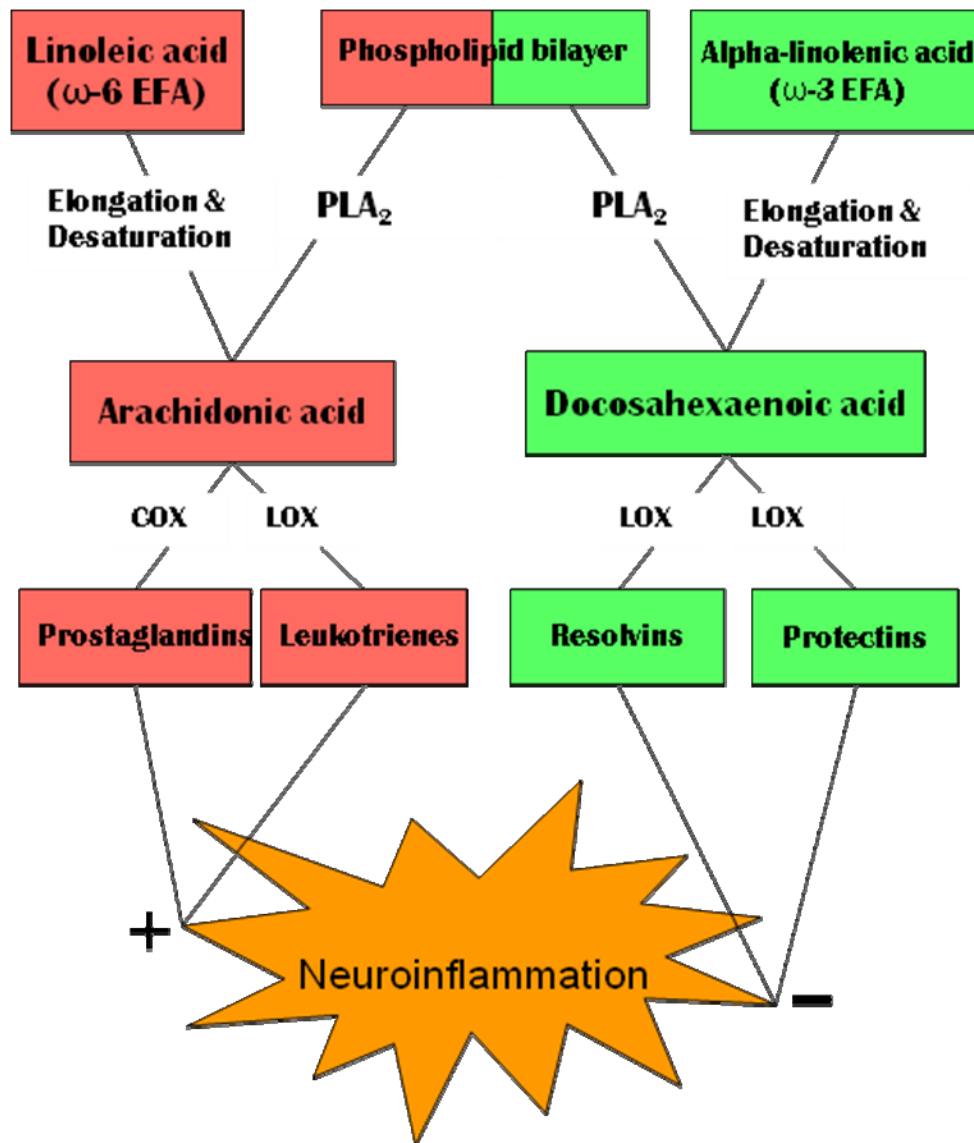 Linoleic acid
(ω-6 EFA)
Phospholipid bilayer
Alpha-linolenic acid
(ω-3 EFA)
Elongation &
Desaturation
PLA₂
PLA₂
Elongation &
Desaturation
Arachidonic acid
Docosahexaenoic acid
COX
LOX
LOX
LOX
Prostaglandins
Leukotrienes
Resolvins
Protectins
+
Neuroinflammation
−